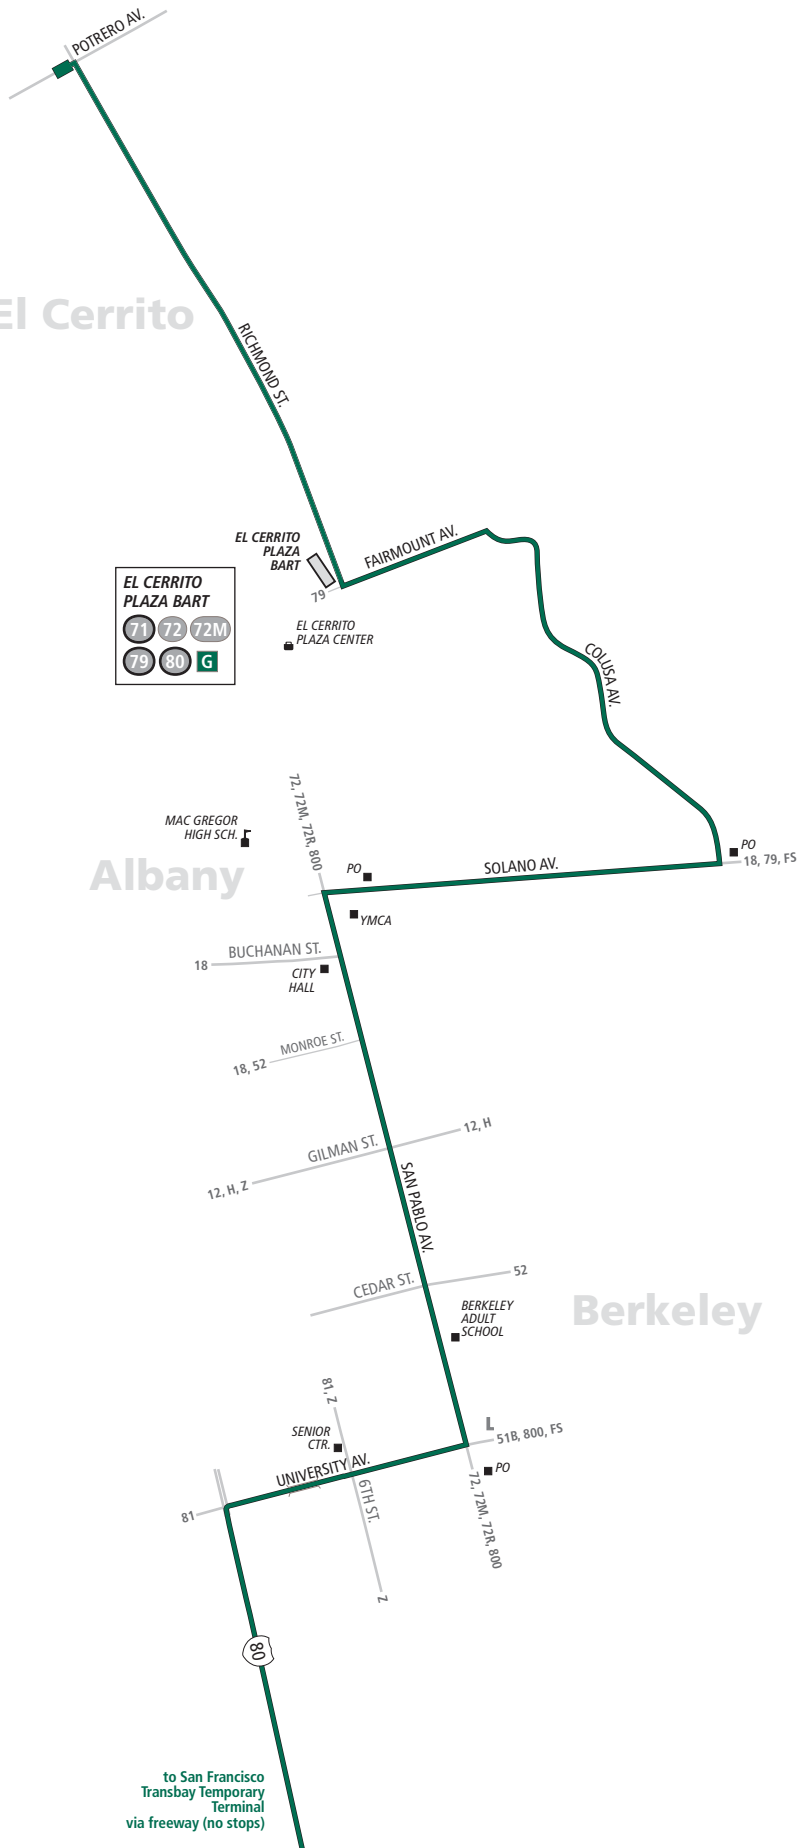 POTRERO AV.
El Cerrito
RICHMOND ST.
EL CERRITO
PLAZA
BART
FAIRMOUNT AV.
79
EL CERRITO
PLAZA BART
71 72 72M
79 80 G
EL CERRITO
PLAZA CENTER
COLUSA AV.
72, 72M, 72R, 800
MAC GREGOR
HIGH SCH.
Albany
PO
SOLANO AV.
PO
18, 79, FS
YMCA
BUCHANAN ST.
18
CITY
HALL
MONROE ST.
18, 52
GILMAN ST.
12, H
12, H, Z
SAN PABLO AV.
CEDAR ST.
52
BERKELEY
ADULT
SCHOOL
Berkeley
81, Z
SENIOR
CTR.
L
51B, 800, FS
UNIVERSITY AV.
PO
6TH ST.
72, 72M, 72R, 800
81
Z
80
to San Francisco
Transbay Temporary
Terminal
via freeway (no stops)